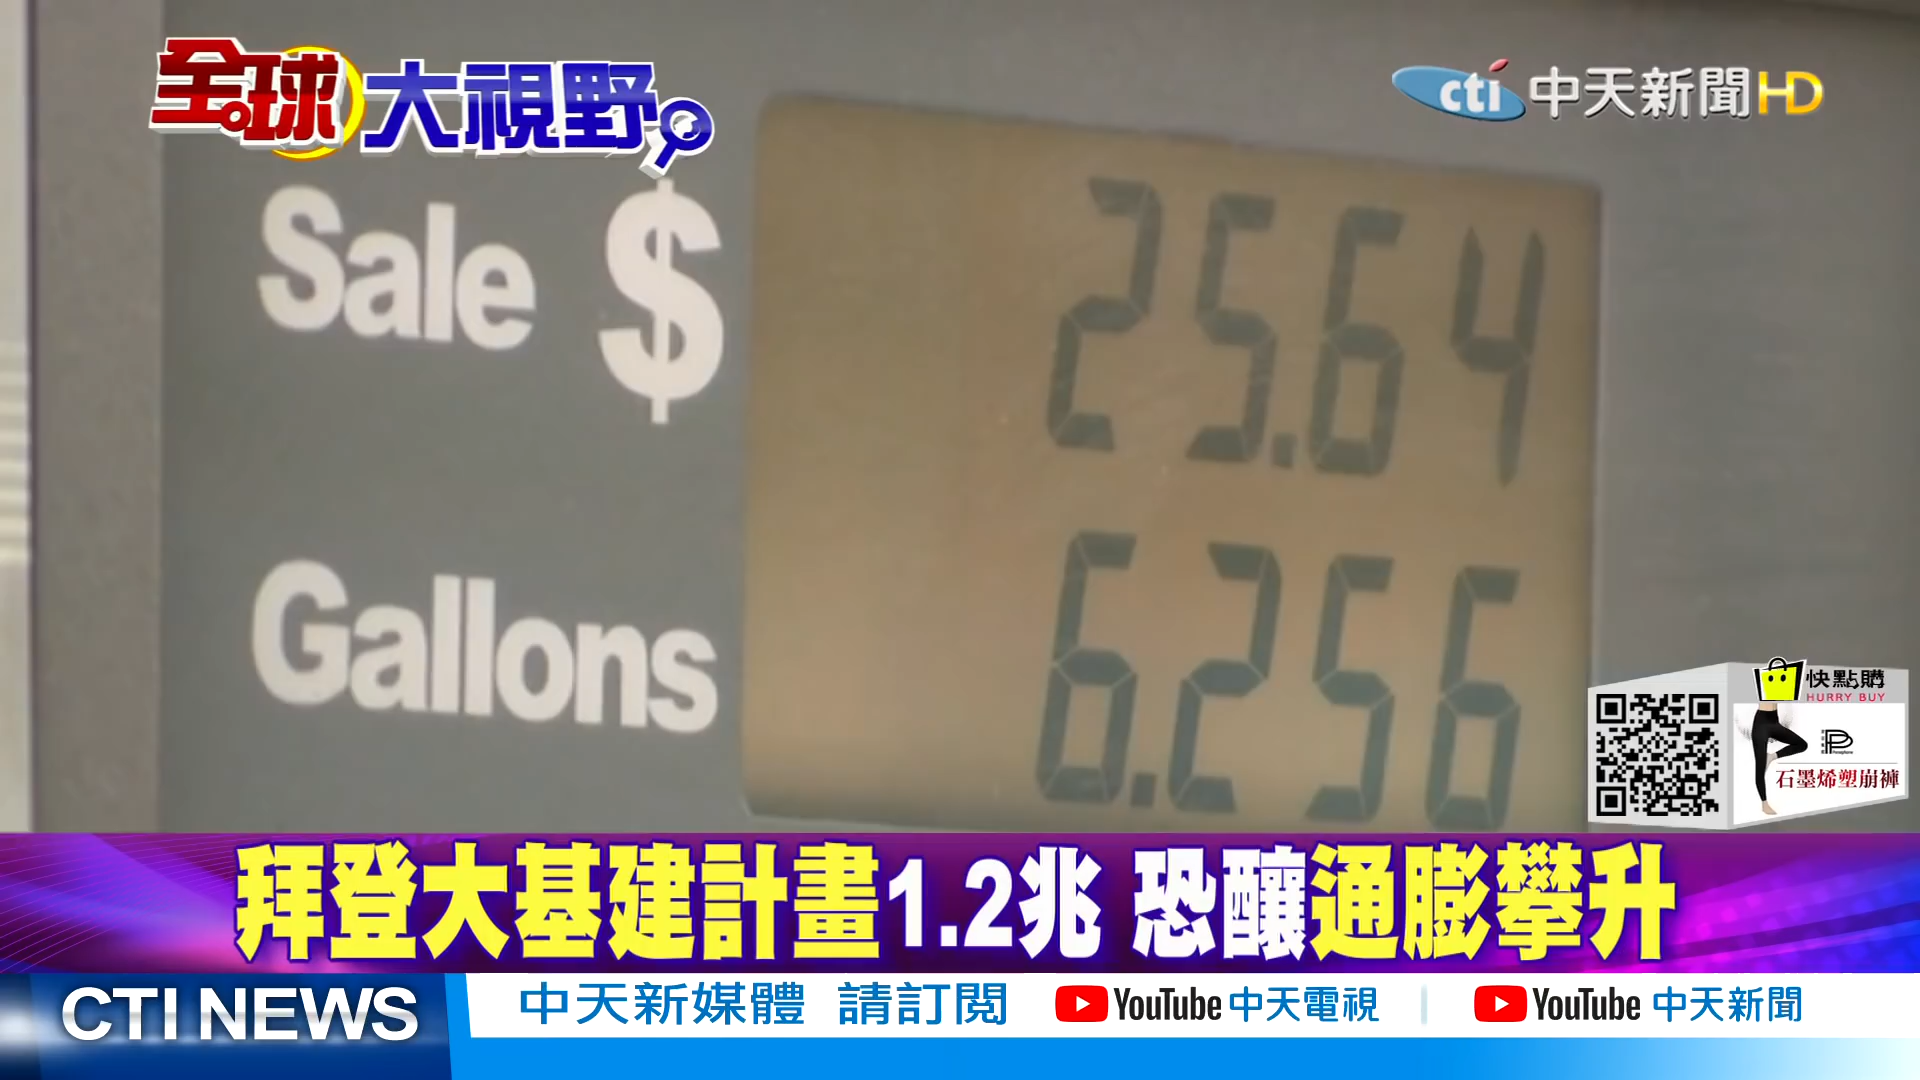 全球大視野
cti 中天新聞HD
Sale $ 25.64
Gallons 6.256
快點購
HURRY BUY
石墨烯塑崩褲
拜登大基建計畫1.2兆 恐釀通膨攀升
CTI NEWS
中天新媒體 請訂閱 YouTube 中天電視 YouTube 中天新聞